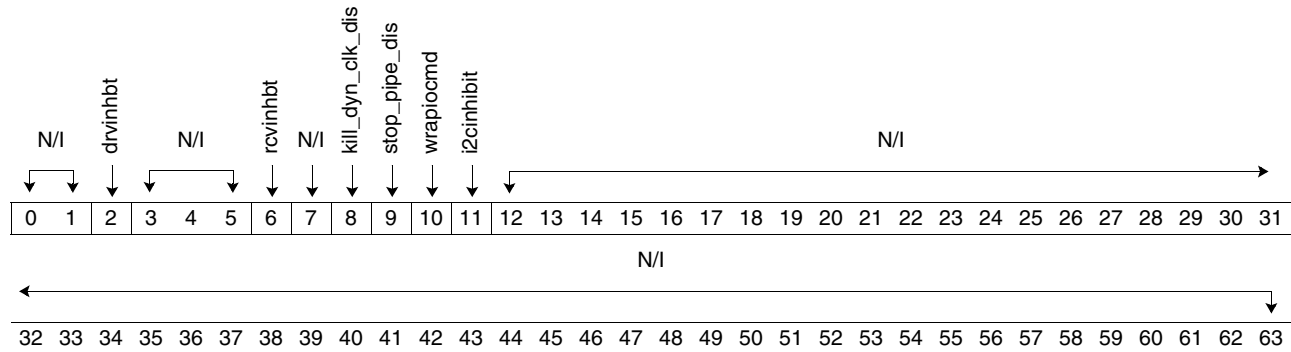 N/I drvinhbt N/I rcvinhbt N/I kill_dyn_clk_dis stop_pipe_dis wrapiocmd i2cinhibit N/I
0 1 2 3 4 5 6 7 8 9 10 11 12 13 14 15 16 17 18 19 20 21 22 23 24 25 26 27 28 29 30 31
N/I
32 33 34 35 36 37 38 39 40 41 42 43 44 45 46 47 48 49 50 51 52 53 54 55 56 57 58 59 60 61 62 63